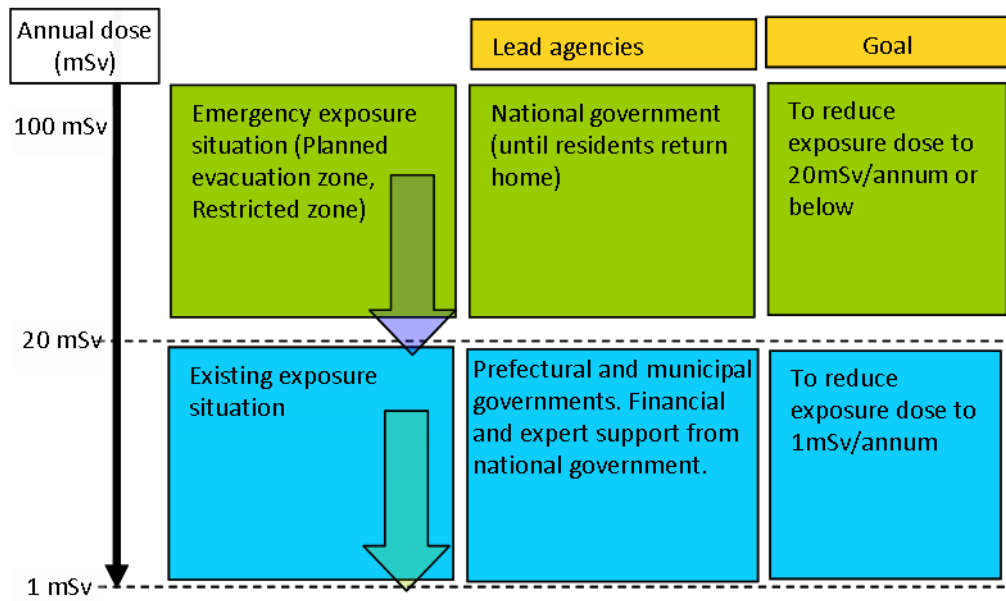 Annual dose
(mSv)
Lead agencies
Goal
100 mSv
Emergency exposure
situation (Planned
evacuation zone,
Restricted zone)
National government
(until residents return
home)
To reduce
exposure dose to
20mSv/annum or
below
20 mSv
Existing exposure
situation
Prefectural and municipal
governments. Financial
and expert support from
national government.
To reduce
exposure dose to
1mSv/annum
1 mSv